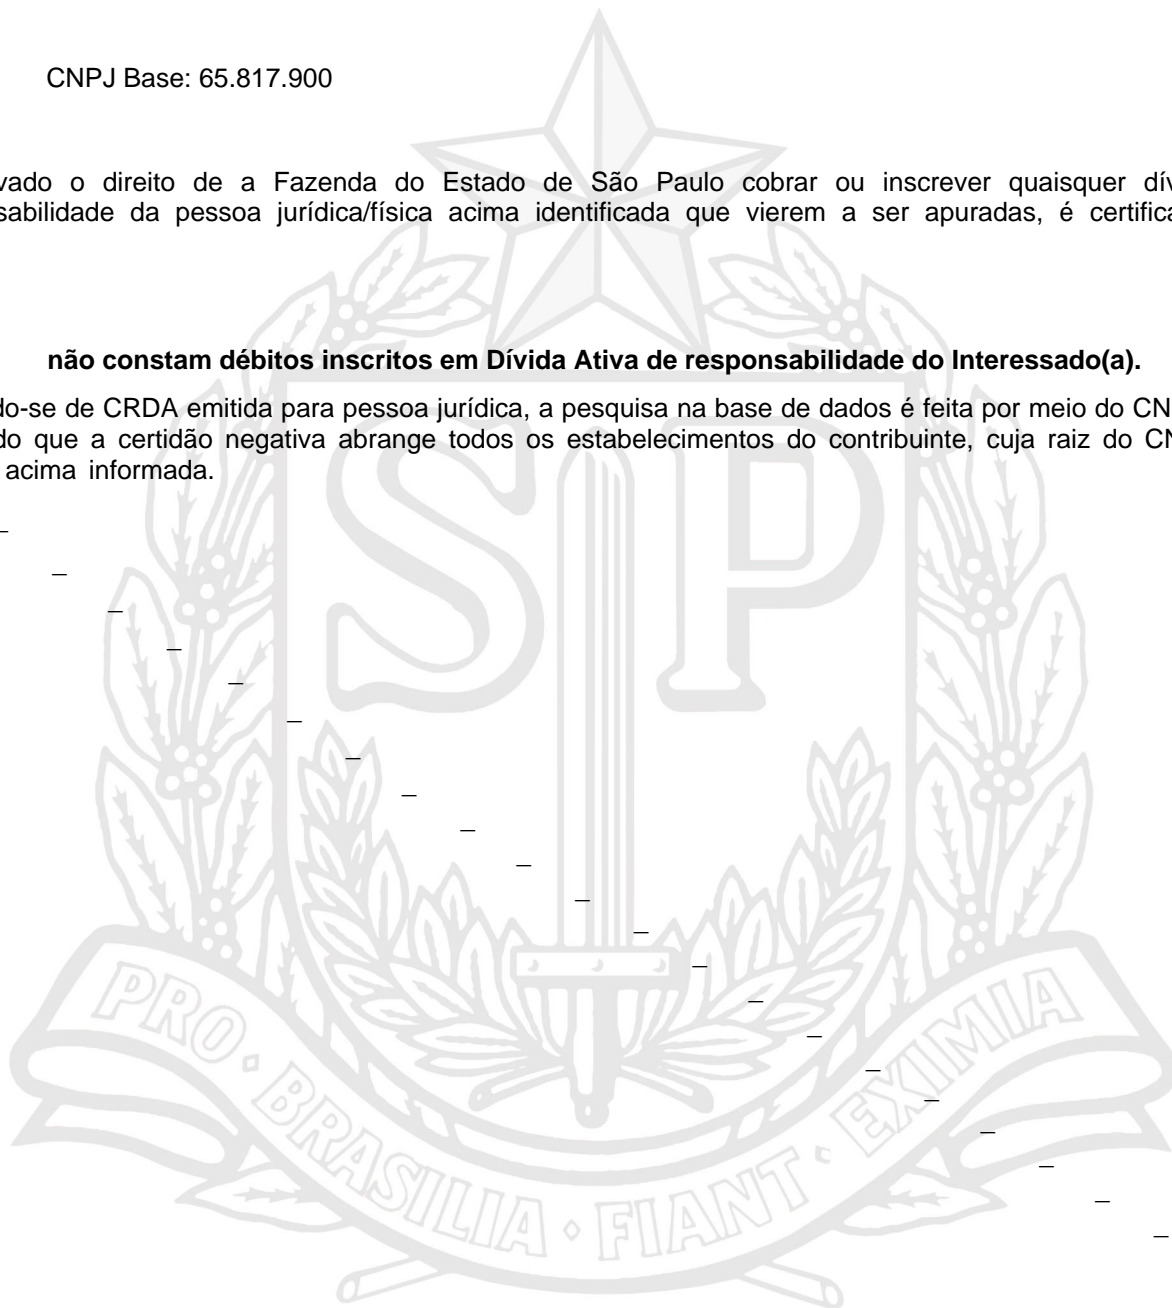 CNPJ Base: 65.817.900
vado o direito de a Fazenda do Estado de São Paulo cobrar ou inscrever quaisquer dív
sabilidade da pessoa jurídica/física acima identificada que vierem a ser apuradas, é certifica
não constam débitos inscritos em Dívida Ativa de responsabilidade do Interessado(a).
do-se de CRDA emitida para pessoa jurídica, a pesquisa na base de dados é feita por meio do CN
do que a certidão negativa abrange todos os estabelecimentos do contribuinte, cuja raiz do CN
acima informada.
SP
PRO • BRASILIA • FIANT • EXIMIA